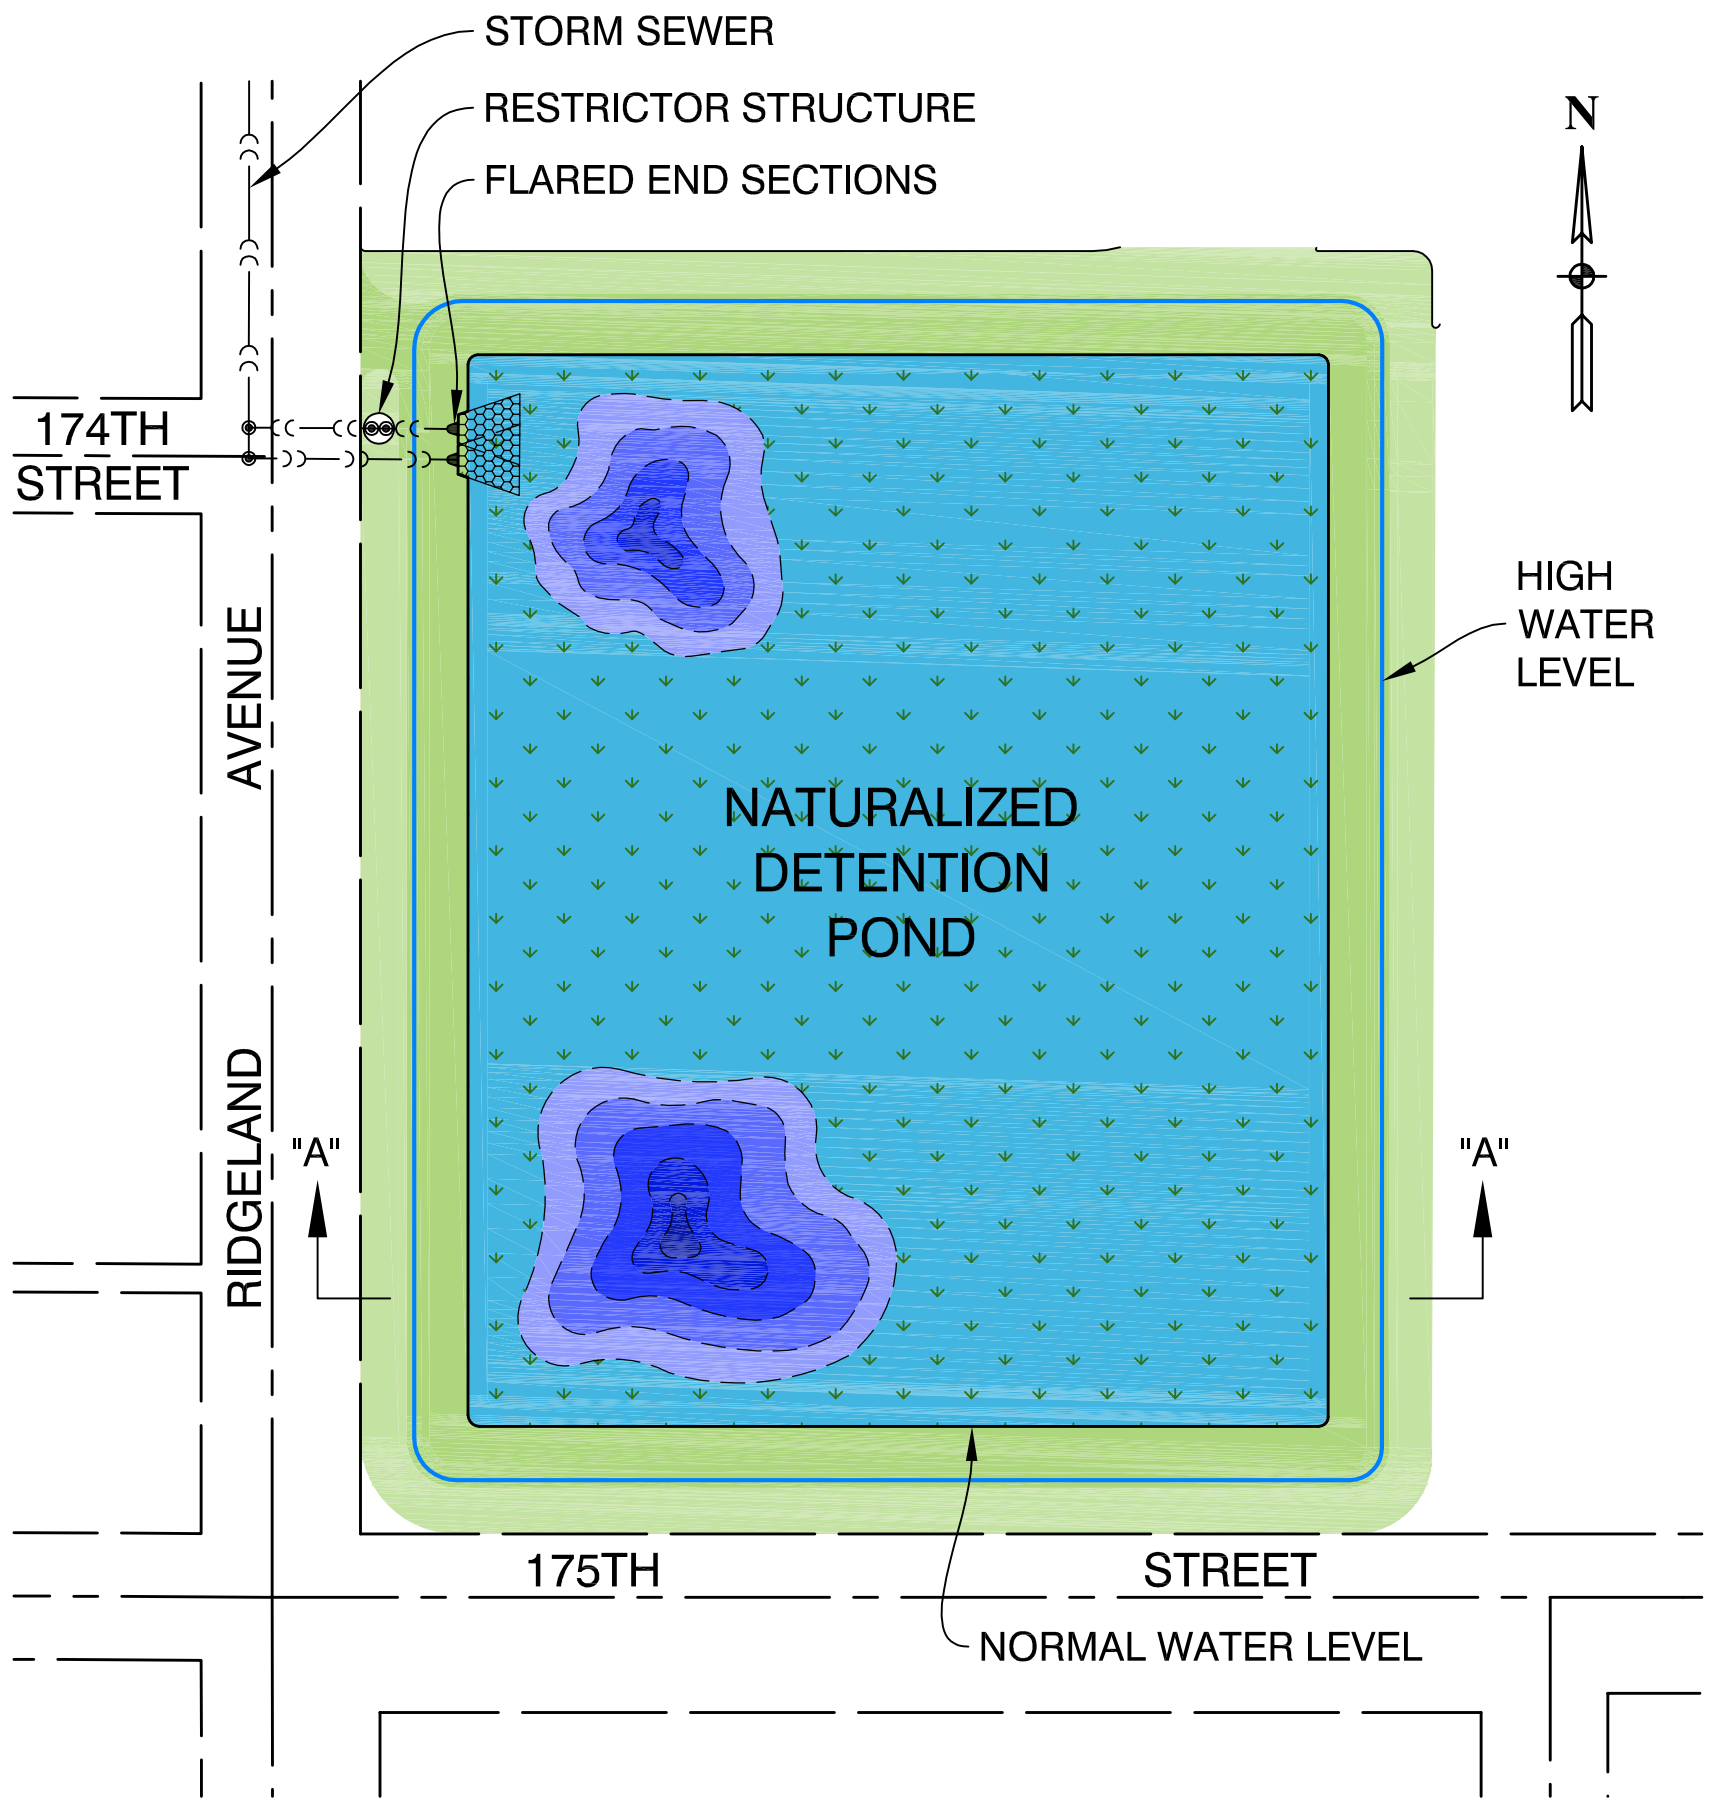 STORM SEWER
RESTRICTOR STRUCTURE
FLARED END SECTIONS
N
174TH
STREET
HIGH
WATER
LEVEL
RIDGELAND AVENUE
NATURALIZED
DETENTION
POND
"A"
"A"
175TH STREET
NORMAL WATER LEVEL